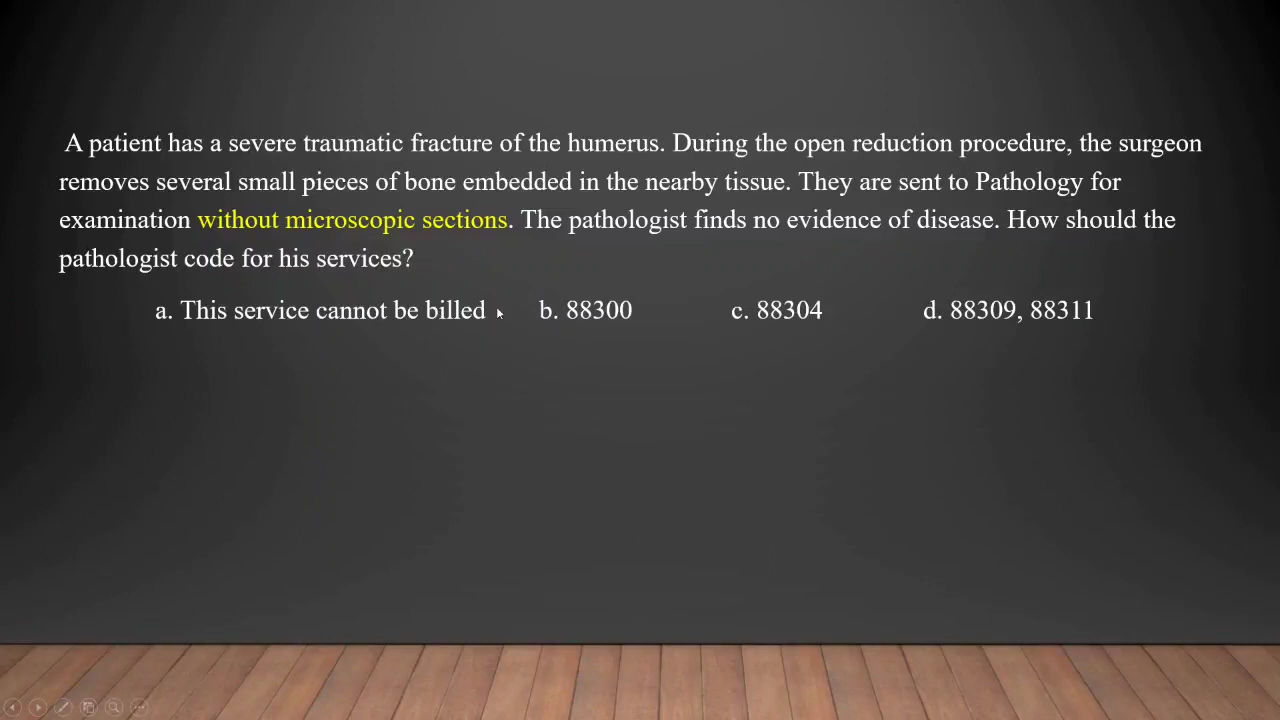 A patient has a severe traumatic fracture of the humerus. During the open reduction procedure, the surgeon
removes several small pieces of bone embedded in the nearby tissue. They are sent to Pathology for
examination without microscopic sections. The pathologist finds no evidence of disease. How should the
pathologist code for his services?
a. This service cannot be billed b. 88300 c. 88304 d. 88309, 88311